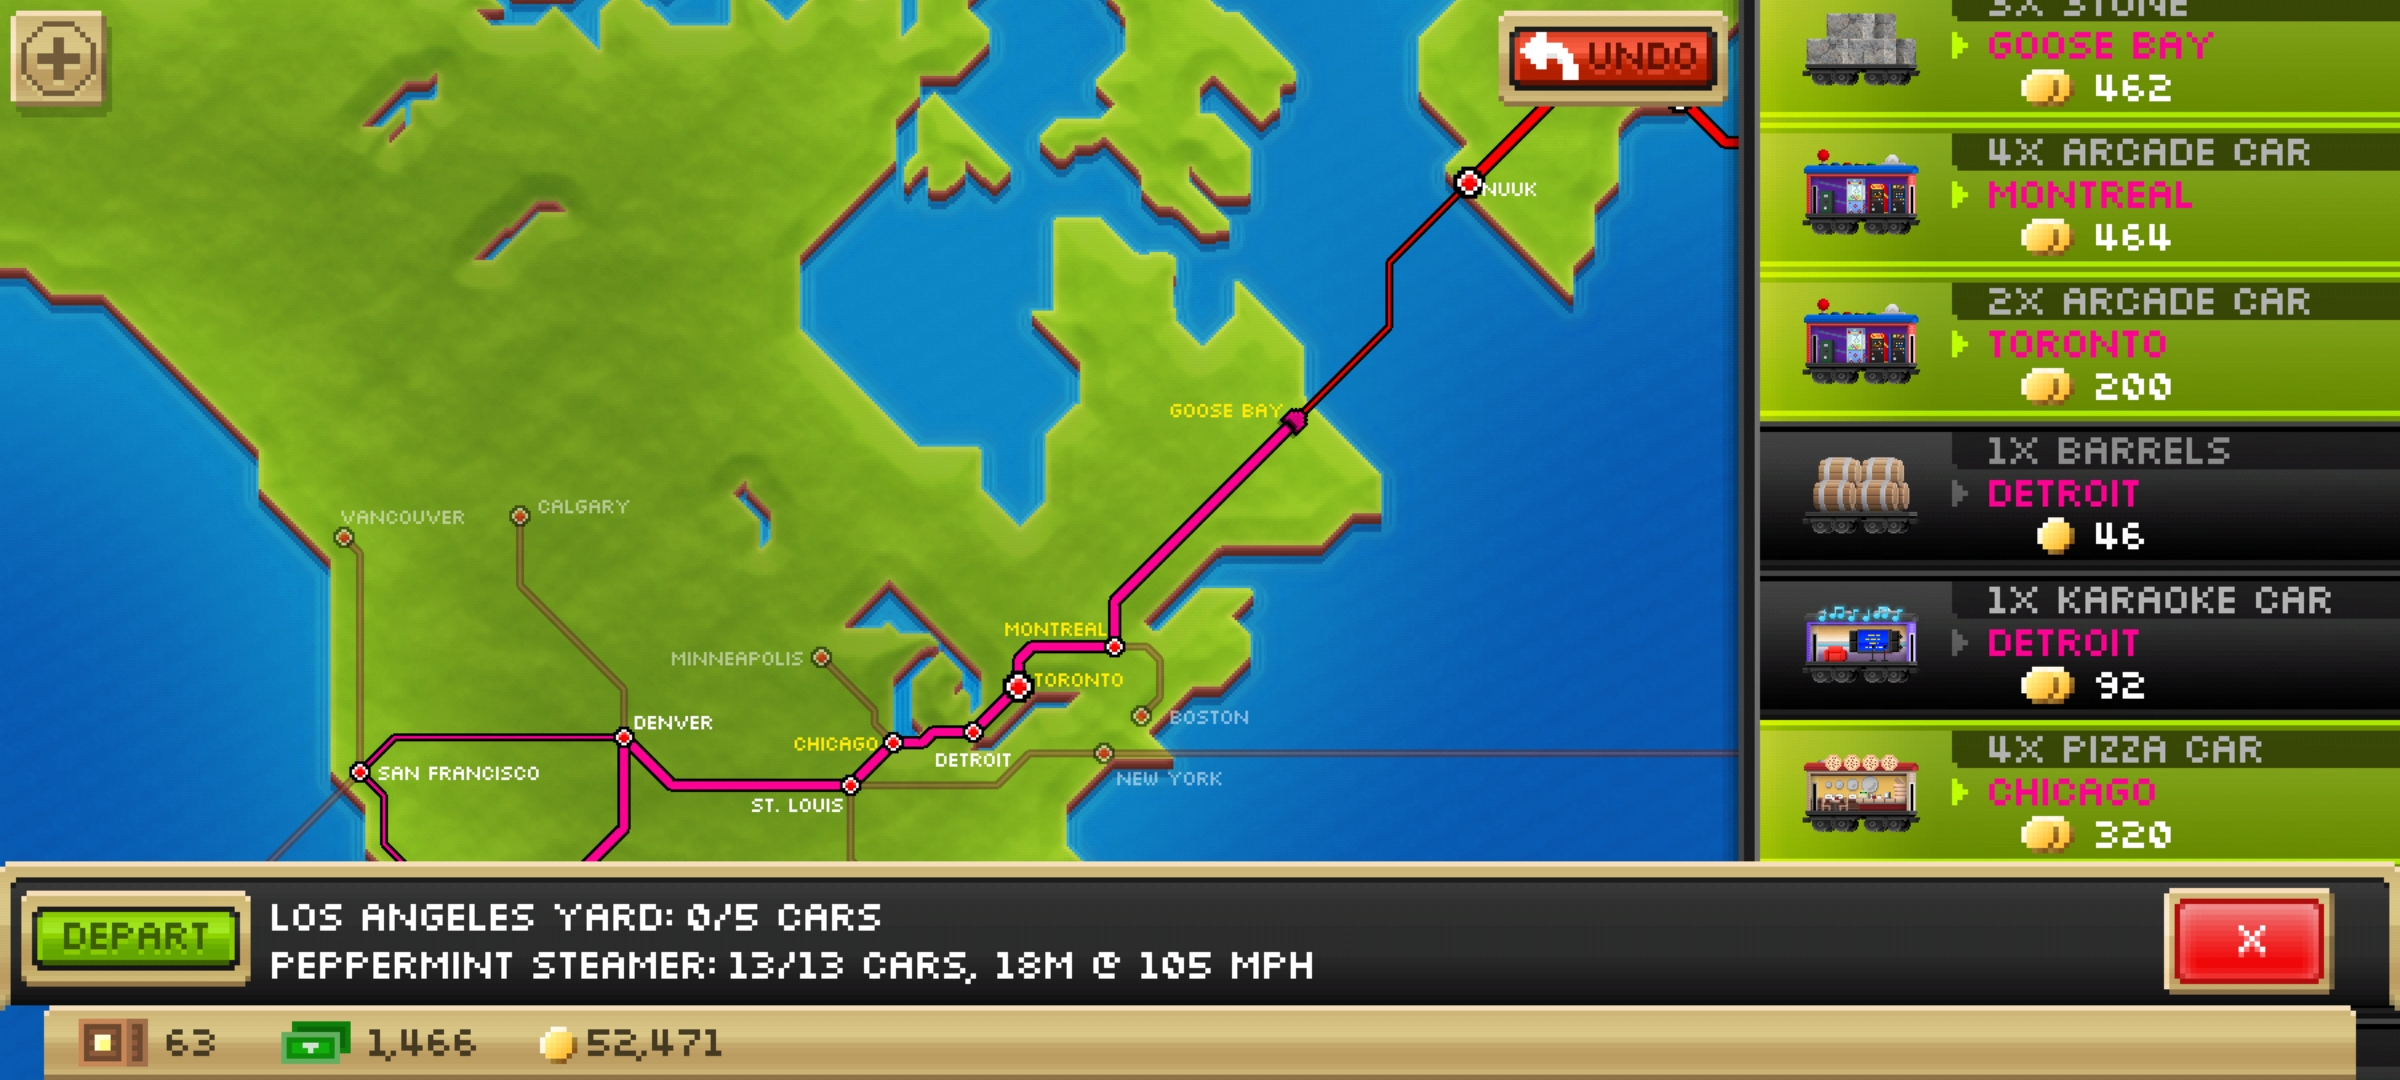 UNDO
NUUK
GOOSE BAY
VANCOUVER
CALGARY
MONTREAL
MINNEAPOLIS
TORONTO
BOSTON
DENVER
CHICAGO
DETROIT
SAN FRANCISCO
NEW YORK
ST. LOUIS
3X STONE
GOOSE BAY
462
4X ARCADE CAR
MONTREAL
464
2X ARCADE CAR
TORONTO
200
1X BARRELS
DETROIT
46
1X KARAOKE CAR
DETROIT
92
4X PIZZA CAR
CHICAGO
320
DEPART
LOS ANGELES YARD: 0/5 CARS
PEPPERMINT STEAMER: 13/13 CARS, 18M @ 105 MPH
X
63
1,466
52,471